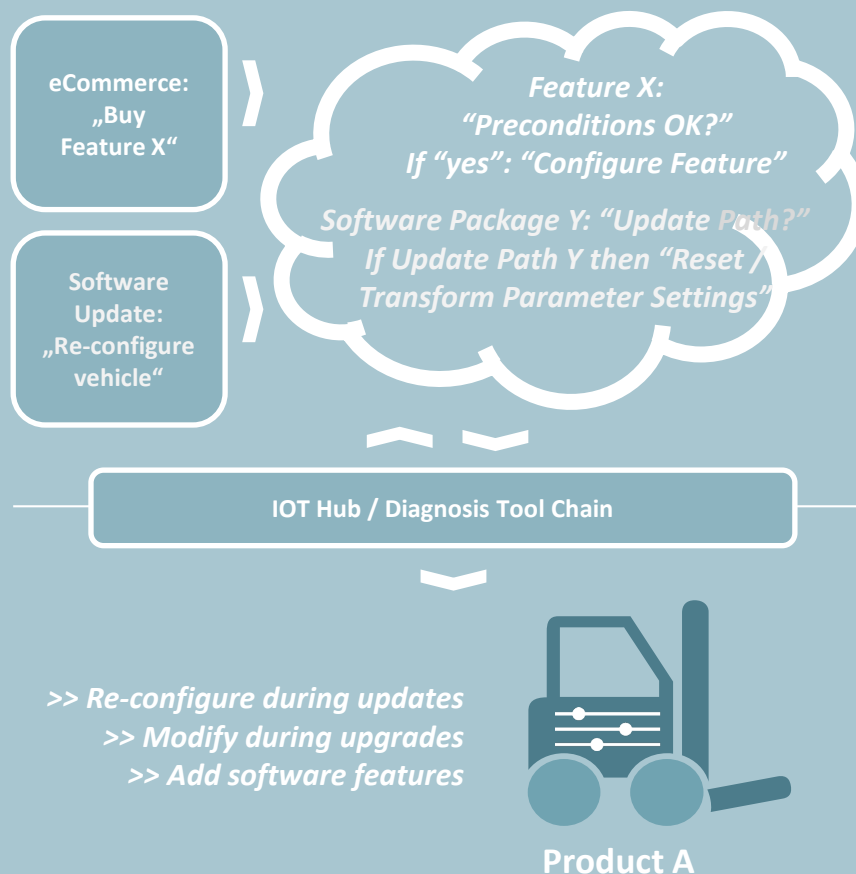 eCommerce:
„Buy
Feature X“
Feature X:
“Preconditions OK?”
If “yes”: “Configure Feature”
Software Package Y: “Update Path?”
If Update Path Y then “Reset /
Transform Parameter Settings”
Software
Update:
„Re-configure
vehicle“
IOT Hub / Diagnosis Tool Chain
>> Re-configure during updates
>> Modify during upgrades
>> Add software features
Product A